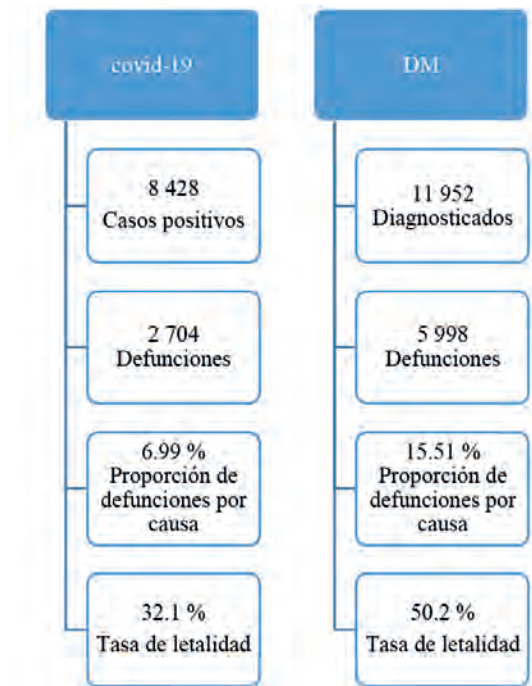 covid-19
8 428
Casos positivos
2 704
Defunciones
6.99 %
Proporción de
defunciones por
causa
32.1 %
Tasa de letalidad
DM
11 952
Diagnosticados
5 998
Defunciones
15.51 %
Proporción de
defunciones por
causa
50.2 %
Tasa de letalidad